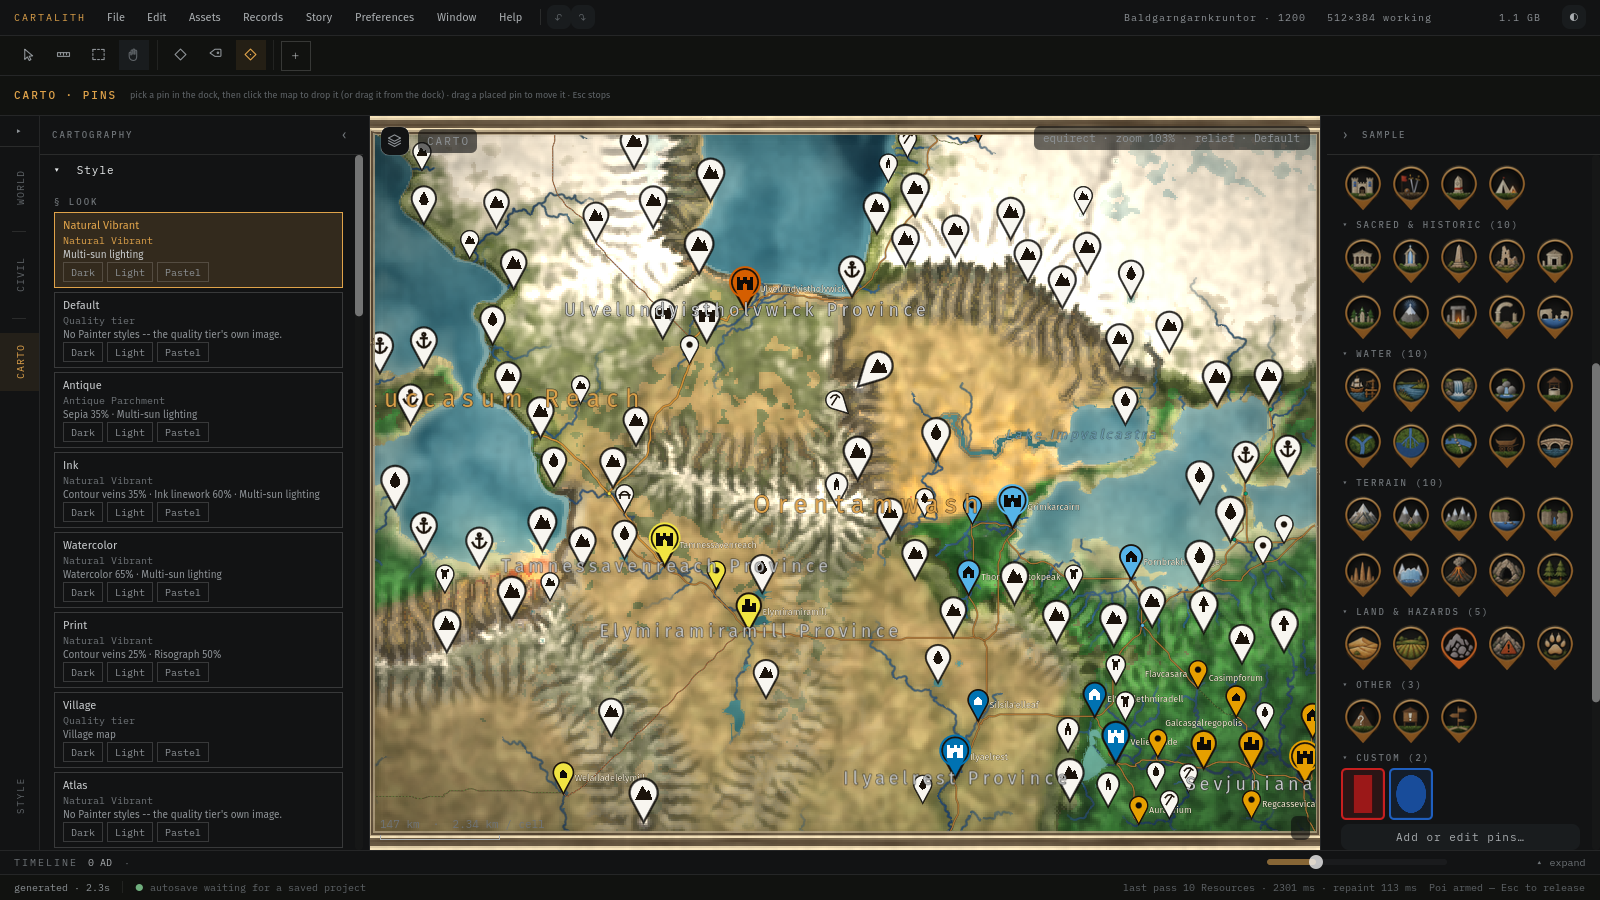 CARTALITH File Edit Assets Records Story Preferences Window Help
Baldgarngarnkruntor · 1200 512×384 working 1.1 GB
CARTO · PINS pick a pin in the dock, then click the map to drop it (or drag it from the dock) · drag a placed pin to move it · Esc stops
WORLD
CIVIL
CARTO
STYLE
CARTOGRAPHY
Style
§ LOOK
Natural Vibrant
Natural Vibrant
Multi-sun lighting
Dark Light Pastel
Default
Quality tier
No Painter styles -- the quality tier's own image.
Dark Light Pastel
Antique
Antique Parchment
Sepia 35% · Multi-sun lighting
Dark Light Pastel
Ink
Natural Vibrant
Contour veins 35% · Ink linework 60% · Multi-sun lighting
Dark Light Pastel
Watercolor
Natural Vibrant
Watercolor 65% · Multi-sun lighting
Dark Light Pastel
Print
Natural Vibrant
Contour veins 25% · Risograph 50%
Dark Light Pastel
Village
Quality tier
Village map
Dark Light Pastel
Atlas
Natural Vibrant
No Painter styles -- the quality tier's own image.
Dark Light Pastel
CARTO
equirect · zoom 103% · relief · Default
Ulvelundvistholvwick Province
uccasum Reach
Lake Impvalcastra
Orentamwash
Tamnessavenreach
Tamnessavenreach Province
Elymiramiramill
Elymiramiramill Province
Flavcasara
Casimpforum
Galcasgalregopolis
Ilyaelrest
Ilyaelrest Province
Sevjuniana
Regcassevica
147 km
SAMPLE
SACRED & HISTORIC (10)
WATER (10)
TERRAIN (10)
LAND & HAZARDS (5)
OTHER (3)
CUSTOM (2)
Add or edit pins…
TIMELINE 0 AD ·
expand
generated · 2.3s autosave waiting for a saved project
last pass 10 Resources · 2301 ms · repaint 113 ms Poi armed — Esc to release